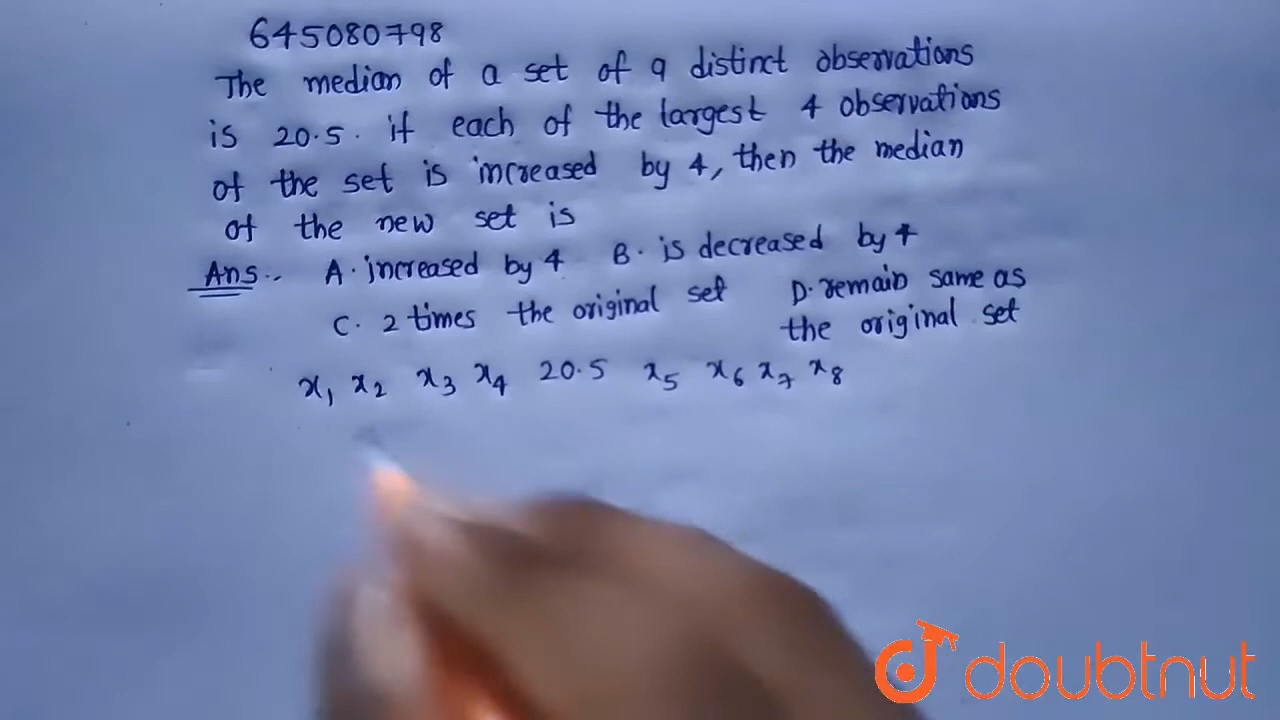 645080798
The median of a set of 9 distinct observations
is 20.5. if each of the largest 4 observations
of the set is increased by 4, then the median
of the new set is
Ans:- A. increased by 4 B. is decreased by 4
C. 2 times the original set D. remain same as
the original set
x₁ x₂ x₃ x₄ 20.5 x₅ x₆ x₇ x₈
doubtnut